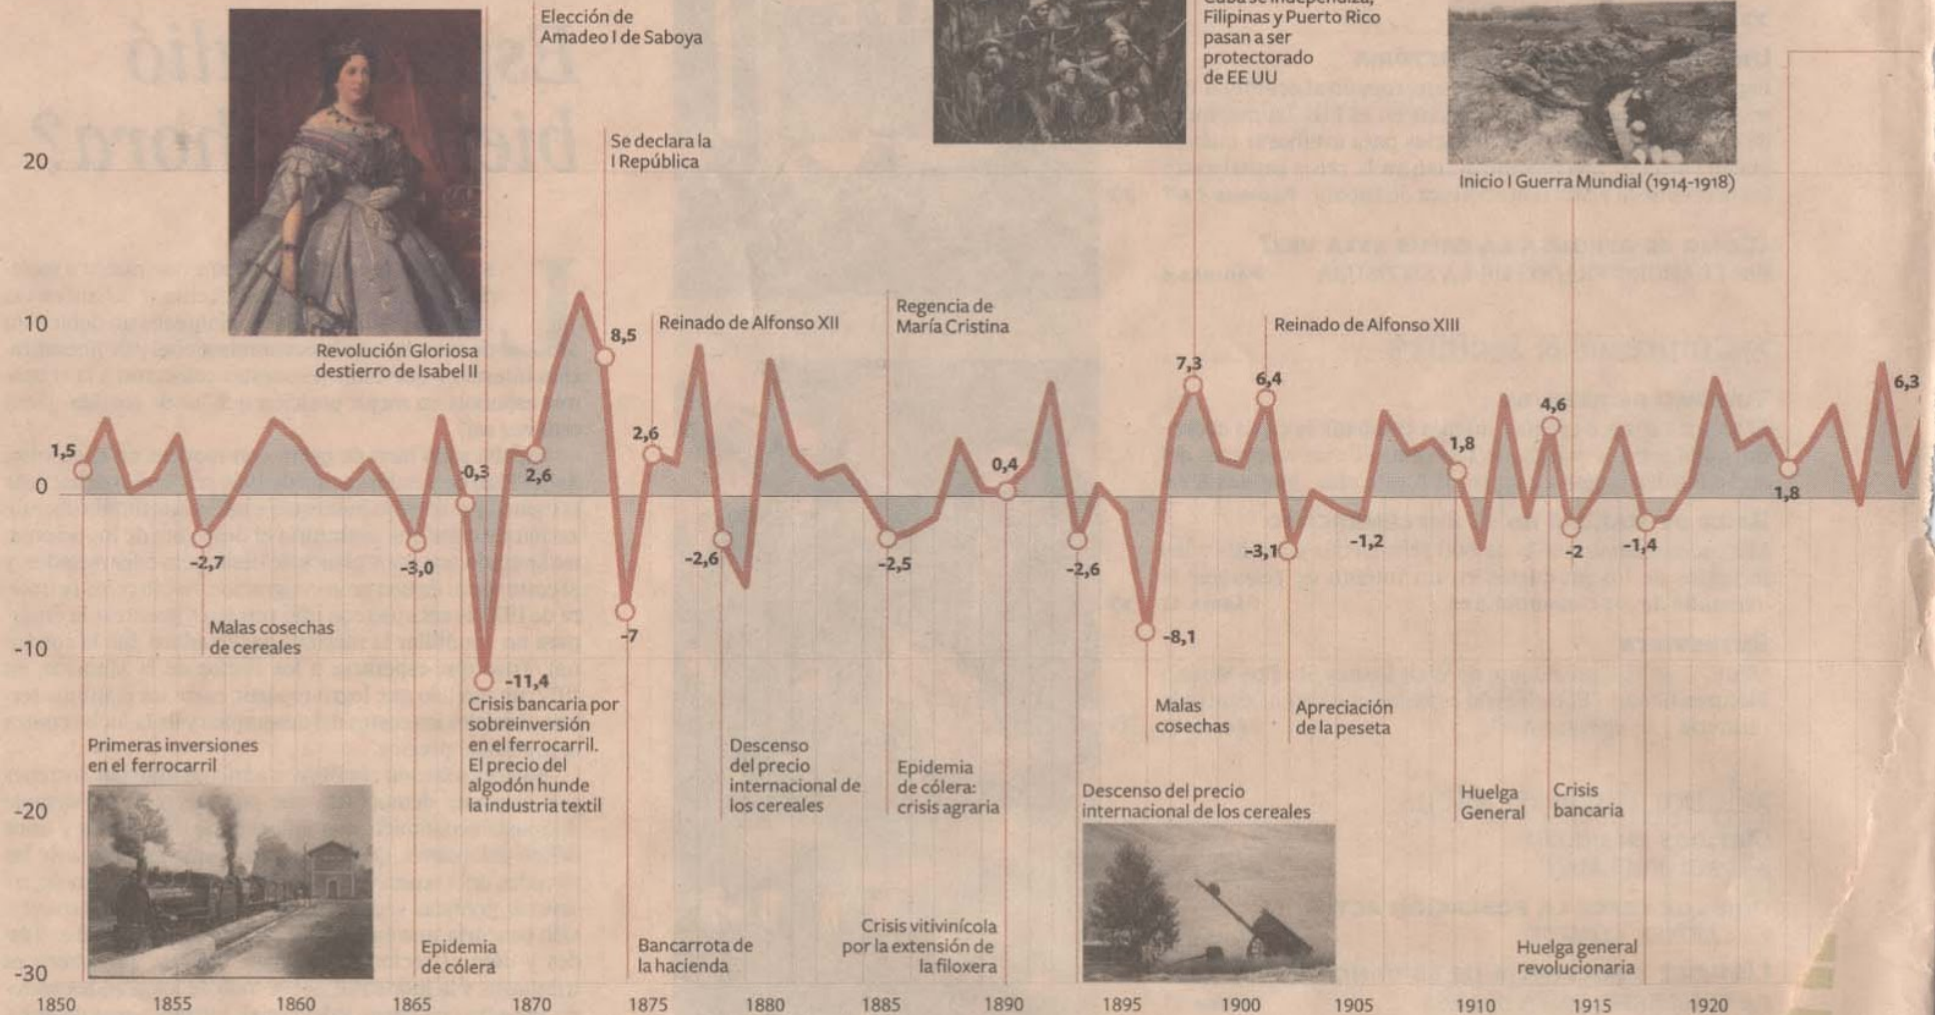 Elección de
Amadeo I de Saboya
Filipinas y Puerto Rico
pasan a ser
protectorado
de EE UU
Se declara la
I República
Inicio I Guerra Mundial (1914-1918)
Revolución Gloriosa
destierro de Isabel II
Reinado de Alfonso XII
Regencia de
María Cristina
Reinado de Alfonso XIII
20
10
0
-10
-20
-30
1,5
-2,7
-3,0
-0,3
-11,4
2,6
8,5
-7
2,6
-2,6
-2,5
0,4
-2,6
-8,1
7,3
6,4
-3,1
-1,2
1,8
4,6
-2
-1,4
1,8
6,3
Malas cosechas
de cereales
Primeras inversiones
en el ferrocarril
Epidemia
de cólera
Crisis bancaria por
sobreinversión
en el ferrocarril.
El precio del
algodón hunde
la industria textil
Bancarrota de
la hacienda
Descenso
del precio
internacional de
los cereales
Epidemia
de cólera:
crisis agraria
Crisis vitivinícola
por la extensión de
la filoxera
Descenso del precio
internacional de los cereales
Malas
cosechas
Apreciación
de la peseta
Huelga
General
Crisis
bancaria
Huelga general
revolucionaria
1850 1855 1860 1865 1870 1875 1880 1885 1890 1895 1900 1905 1910 1915 1920